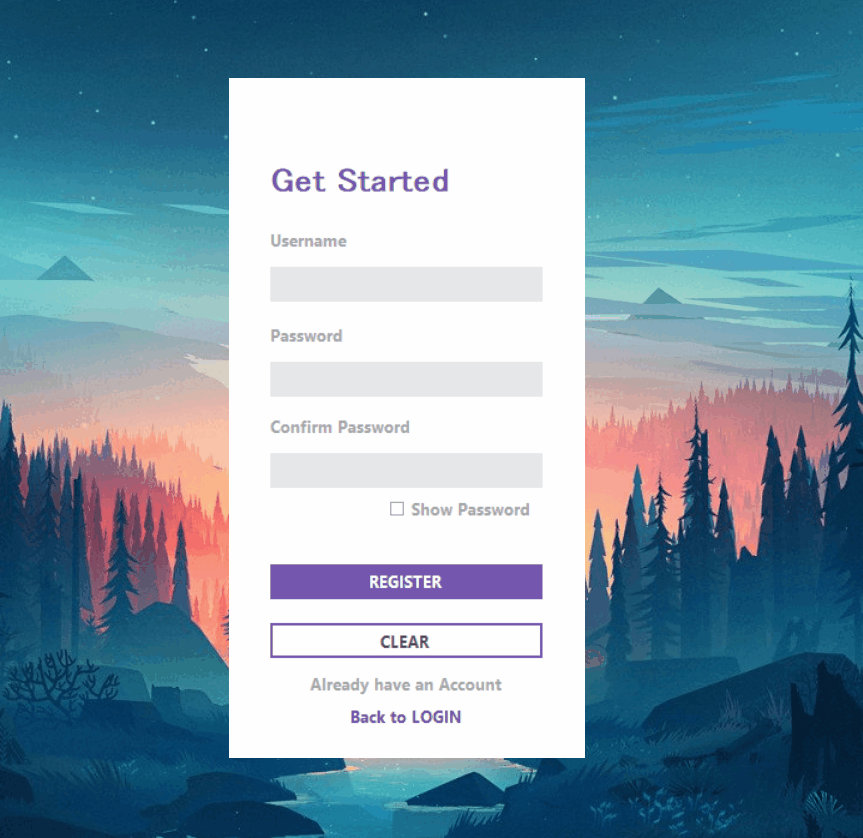 Get Started
Username
Password
Confirm Password
Show Password
REGISTER
CLEAR
Already have an Account
Back to LOGIN